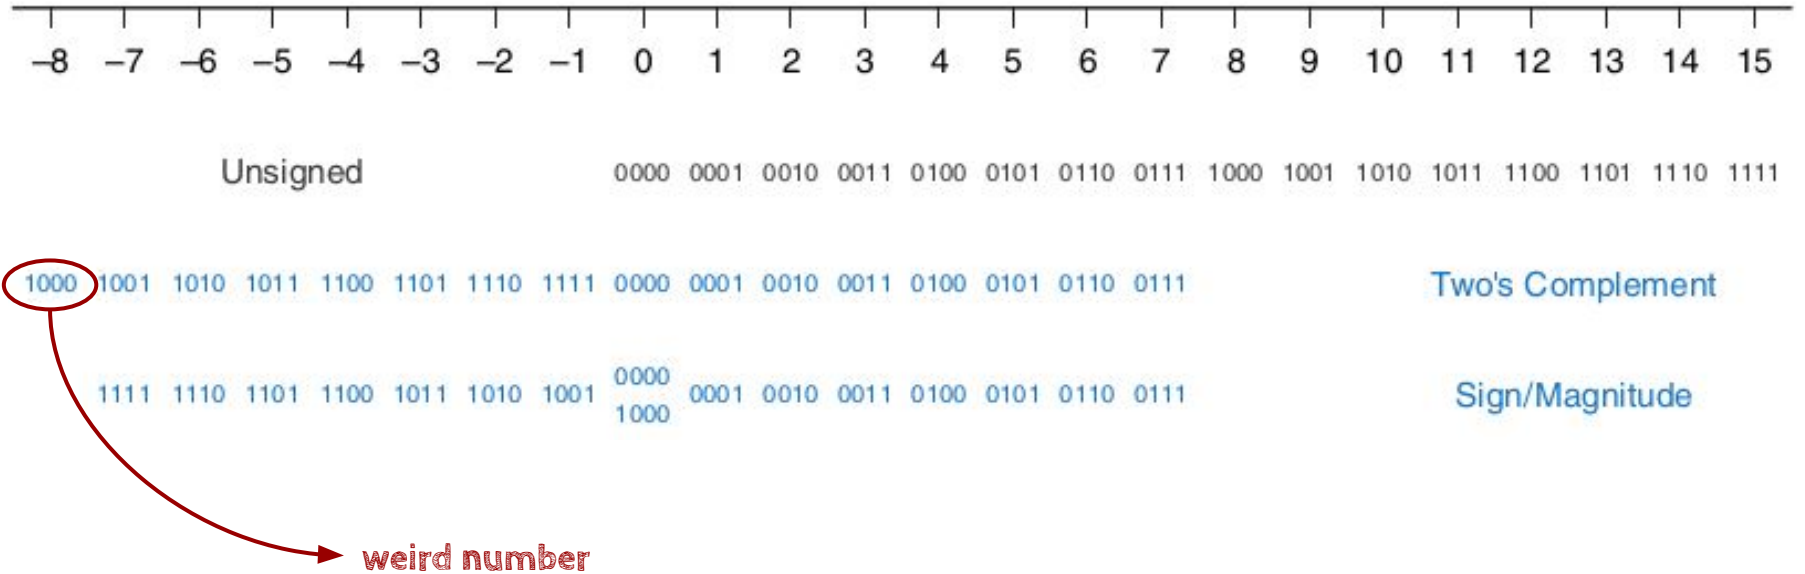 –8 –7 –6 –5 –4 –3 –2 –1 0 1 2 3 4 5 6 7 8 9 10 11 12 13 14 15
Unsigned 0000 0001 0010 0011 0100 0101 0110 0111 1000 1001 1010 1011 1100 1101 1110 1111
1000 1001 1010 1011 1100 1101 1110 1111 0000 0001 0010 0011 0100 0101 0110 0111 Two's Complement
0000
1111 1110 1101 1100 1011 1010 1001 0001 0010 0011 0100 0101 0110 0111 Sign/Magnitude
1000
weird number